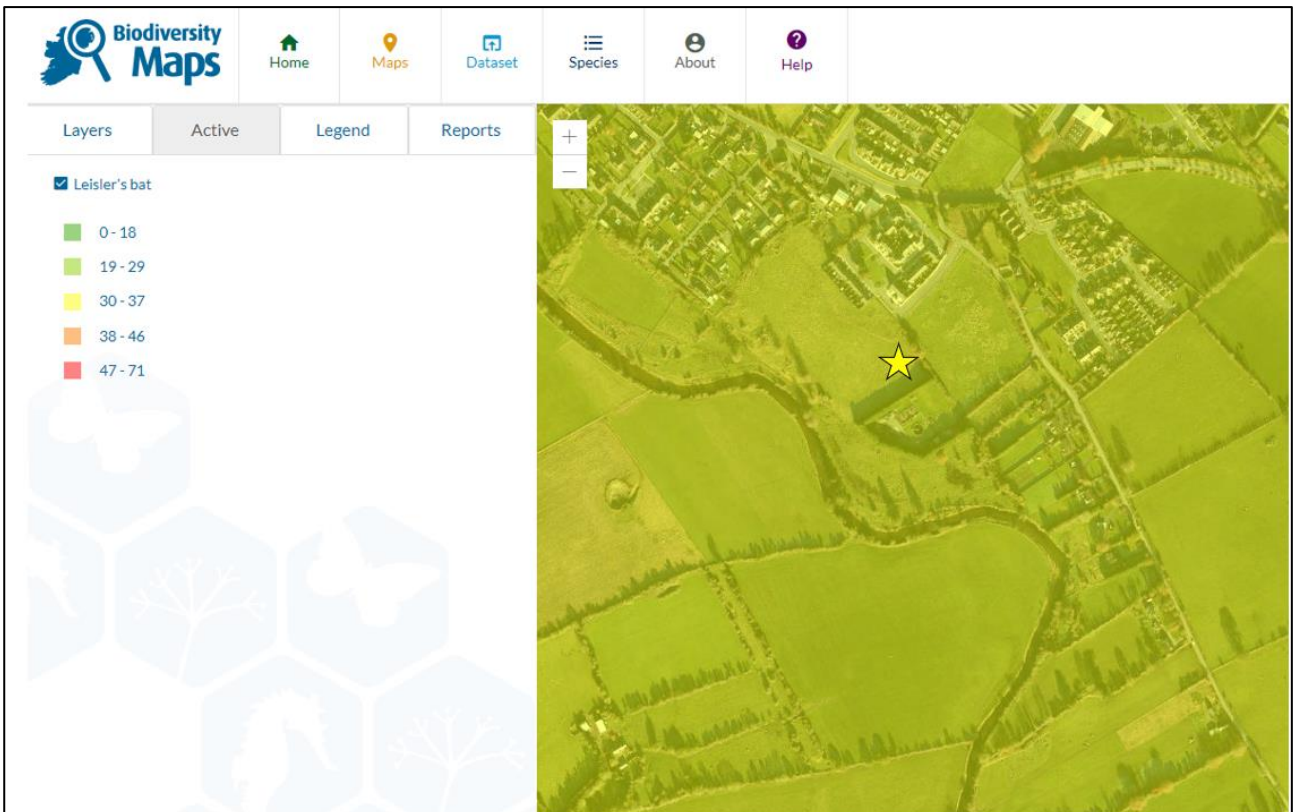 Biodiversity
Maps
Home
Maps
Dataset
Species
About
Help
Layers
Active
Legend
Reports
+
−
Leisler's bat
0 - 18
19 - 29
30 - 37
38 - 46
47 - 71